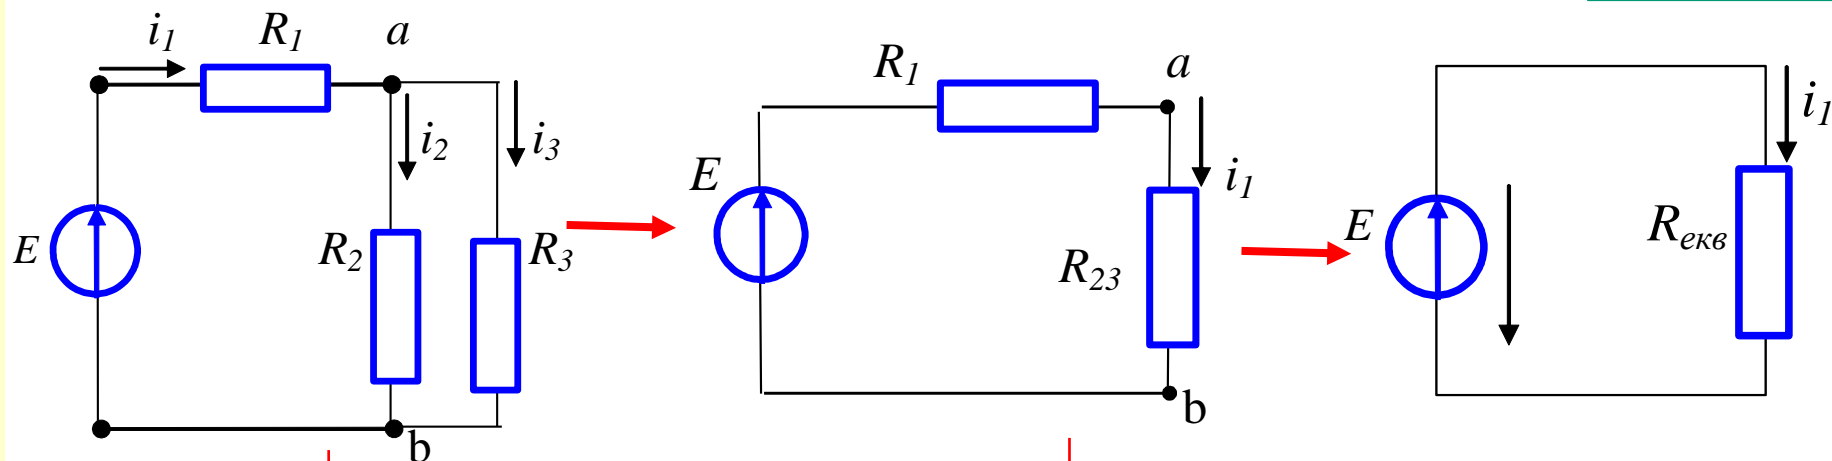 i₁ R₁ a
i₂ i₃
E R₂ R₃
b
R₁ a
E i₁
R₂₃
b
i₁
E Rекв